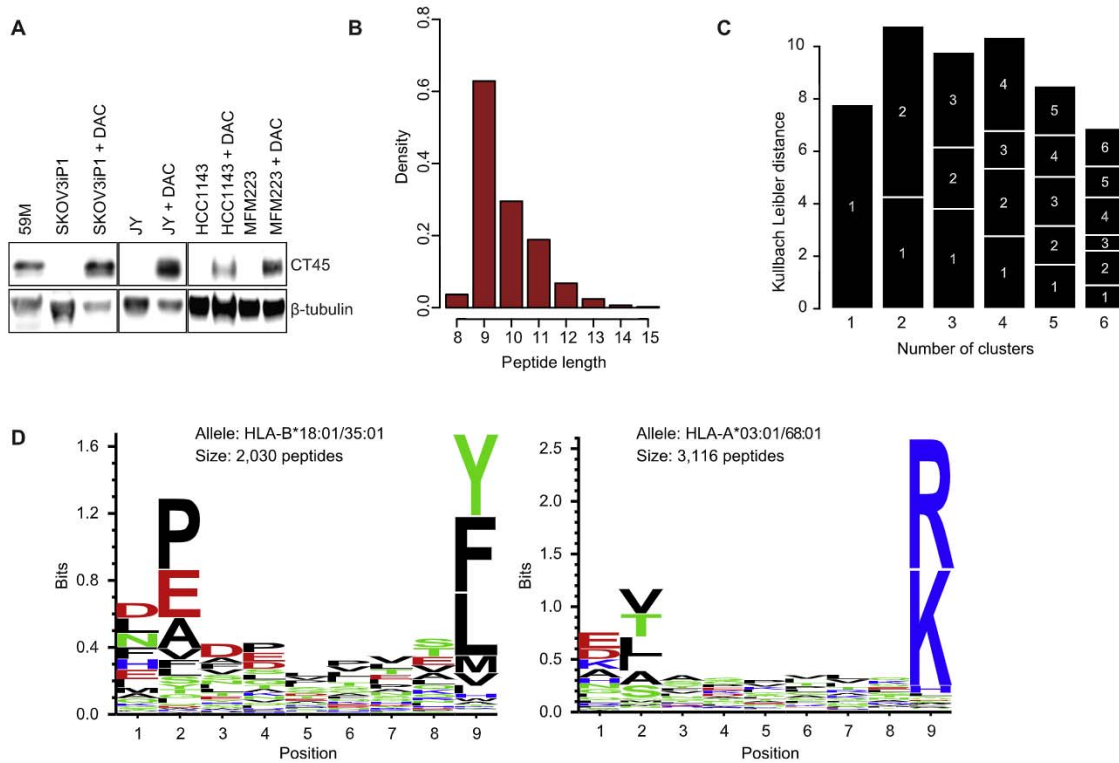 A
59M
SKOV3iP1
SKOV3iP1 + DAC
JY
JY + DAC
HCC1143
HCC1143 + DAC
MFM223
MFM223 + DAC
CT45
β-tubulin
B
Density
0.8
0.6
0.4
0.2
0.0
8 9 10 11 12 13 14 15
Peptide length
C
Kullbach Leibler distance
10
8
6
4
2
0
1
2
1
3
2
1
4
3
2
1
5
4
3
2
1
6
5
4
3
2
1
1 2 3 4 5 6
Number of clusters
D
Allele: HLA-B*18:01/35:01
Size: 2,030 peptides
Bits
1.6
1.2
0.8
0.4
0.0
D
L
N
P
E
A
D
P
E
D
S
T
E
Y
F
L
M
V
1 2 3 4 5 6 7 8 9
Position
Allele: HLA-A*03:01/68:01
Size: 3,116 peptides
Bits
2.5
2.0
1.5
1.0
0.5
0.0
E
D
K
V
T
L
A
S
R
K
1 2 3 4 5 6 7 8 9
Position